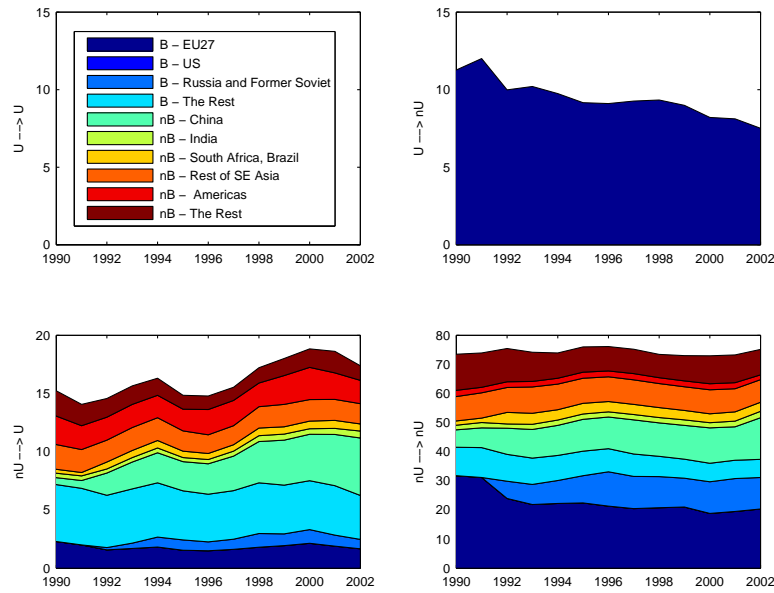 15
10
5
0
U −−> U
B − EU27
B − US
B − Russia and Former Soviet
B − The Rest
nB − China
nB − India
nB − South Africa, Brazil
nB − Rest of SE Asia
nB − Americas
nB − The Rest
1990 1992 1994 1996 1998 2000 2002
15
10
5
0
U −−> nU
1990 1992 1994 1996 1998 2000 2002
20
15
10
5
0
nU −−> U
1990 1992 1994 1996 1998 2000 2002
80
70
60
50
40
30
20
10
0
nU −−> nU
1990 1992 1994 1996 1998 2000 2002